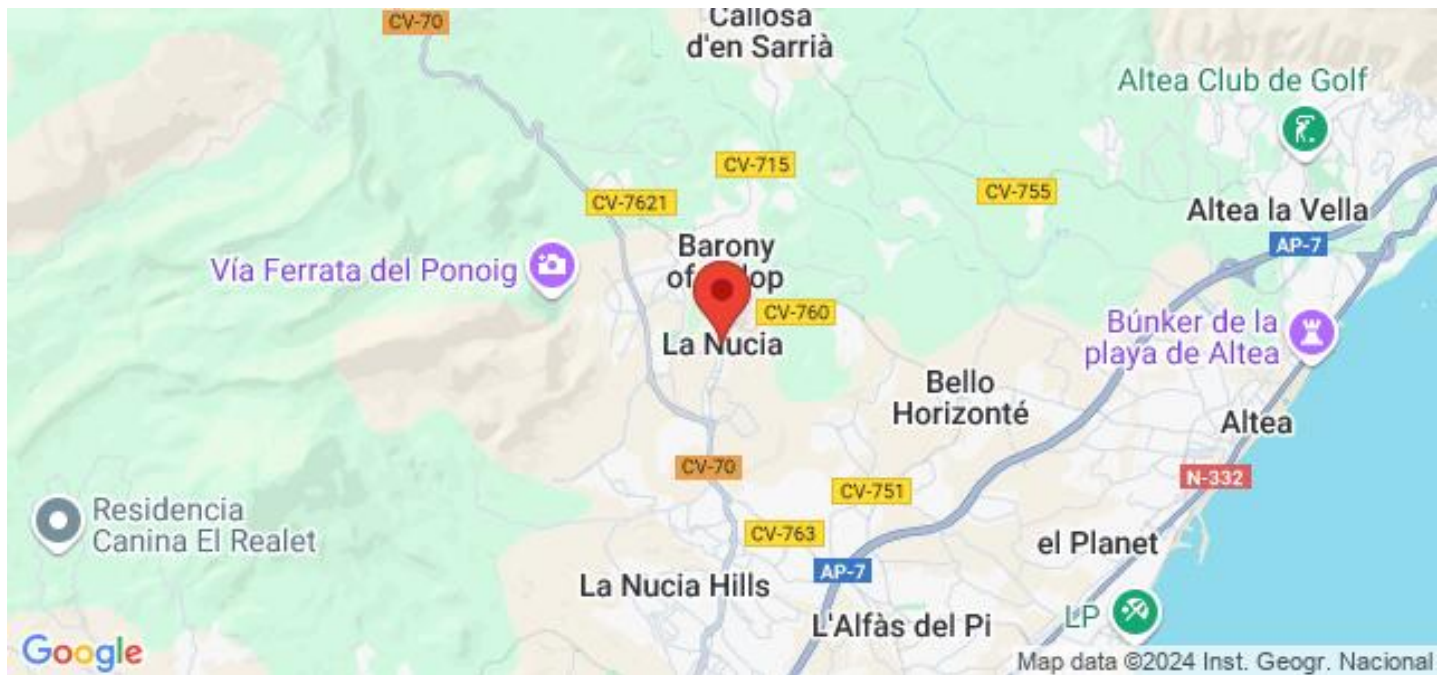 CV-70
Callosa
d'en Sarrià
Altea Club de Golf
CV-715
CV-755
CV-7621
Altea la Vella
AP-7
Barony
Vía Ferrata del Ponoig
CV-760
La Nucia
Búnker de la
playa de Altea
Bello
Horizonté
Altea
CV-70
N-332
CV-751
Residencia
Canina El Realet
CV-763
el Planet
AP-7
La Nucia Hills
L'Alfàs del Pi
LP
Google
Map data ©2024 Inst. Geogr. Nacional